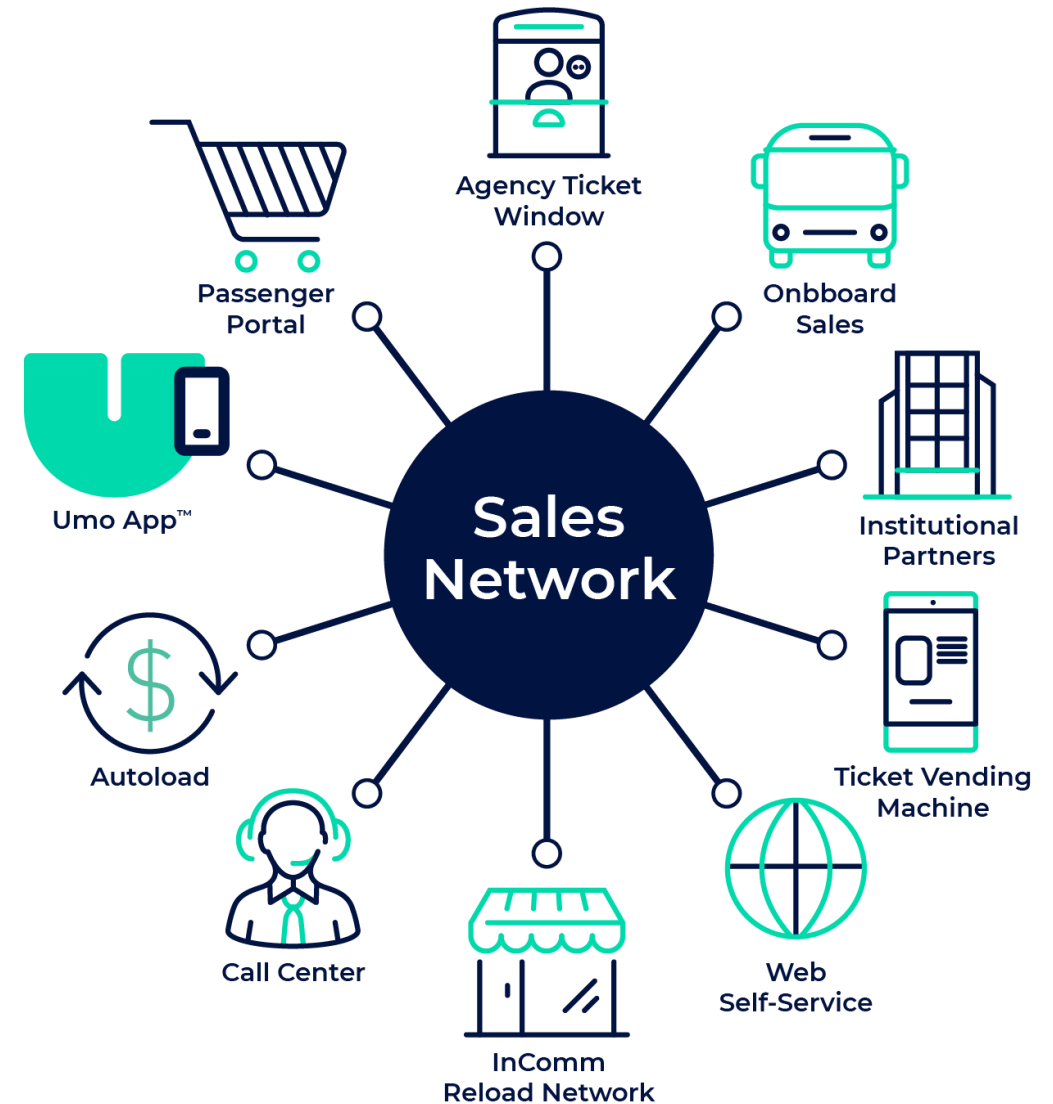 Agency Ticket
Window
Onbboard
Sales
Passenger
Portal
Institutional
Partners
Umo App™
Sales
Network
Ticket Vending
Machine
Autoload
Web
Self-Service
Call Center
InComm
Reload Network